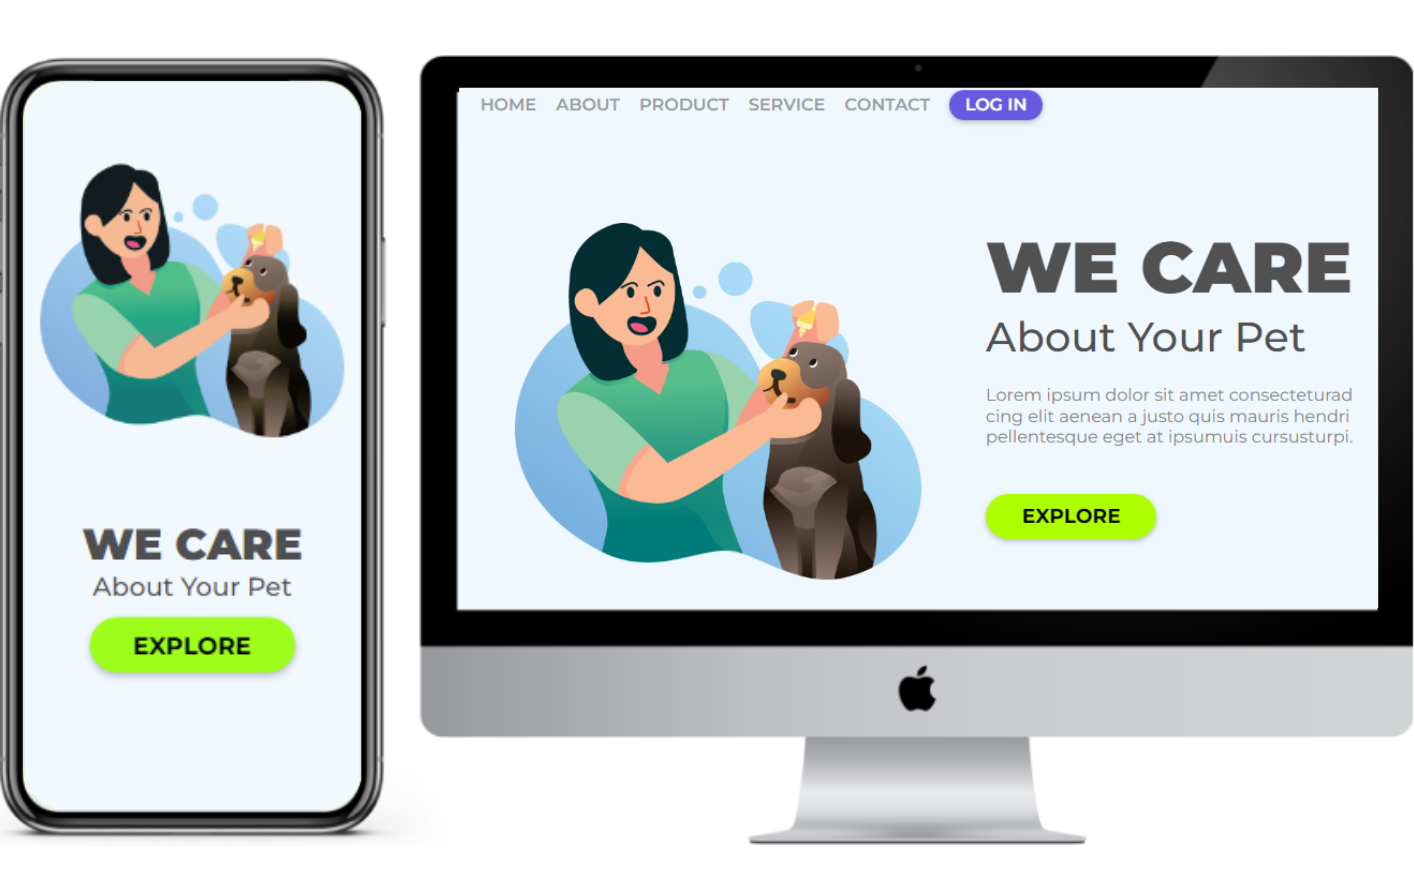 WE CARE
About Your Pet
EXPLORE
HOME ABOUT PRODUCT SERVICE CONTACT LOG IN
WE CARE
About Your Pet
Lorem ipsum dolor sit amet consecteturad
cing elit aenean a justo quis mauris hendri
pellentesque eget at ipsumuis cursusturpi.
EXPLORE